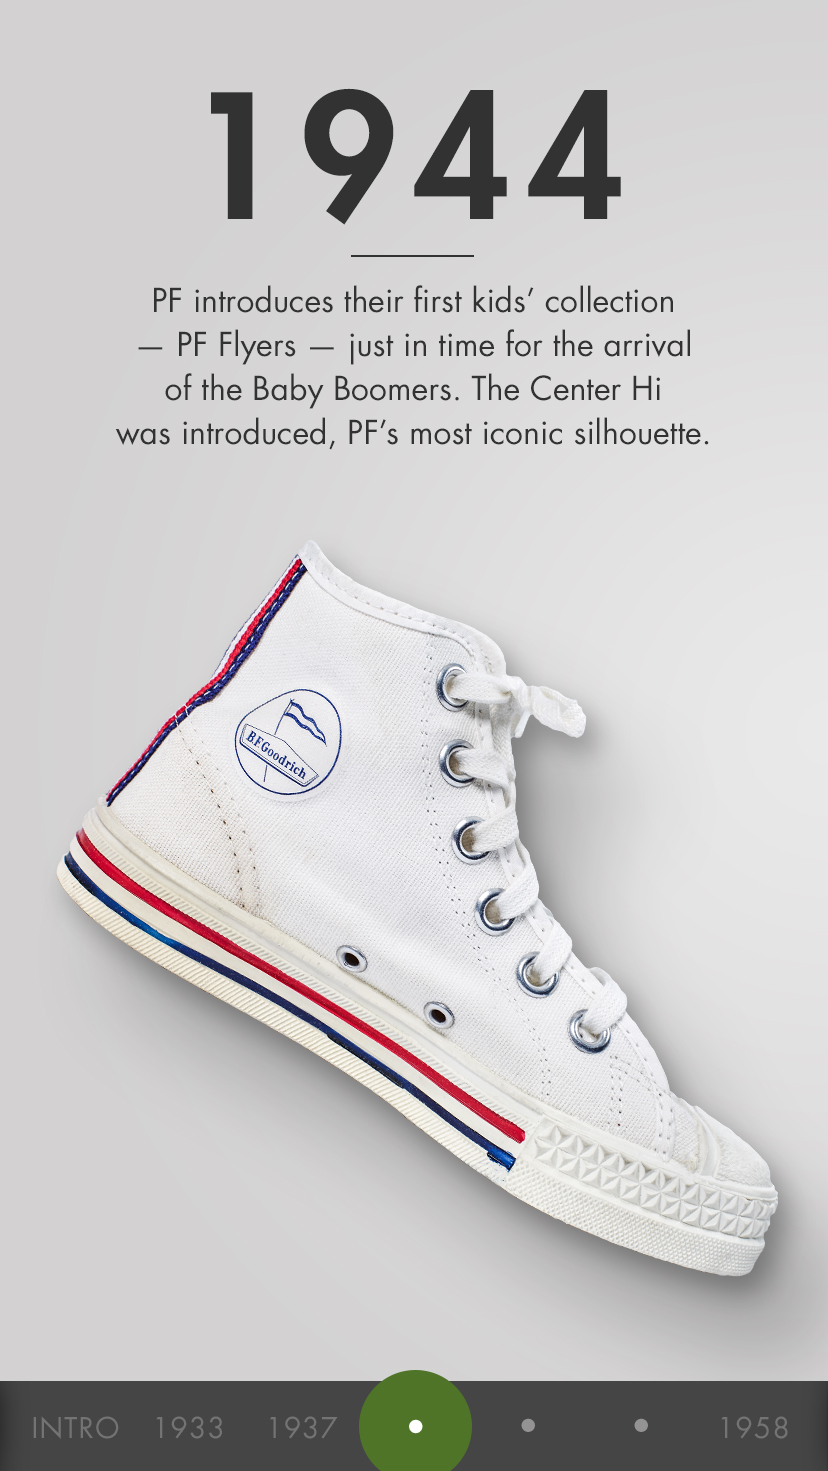 1944
PF introduces their first kids’ collection
— PF Flyers — just in time for the arrival
of the Baby Boomers. The Center Hi
was introduced, PF’s most iconic silhouette.
B.F.Goodrich
INTRO 1933 1937 1958